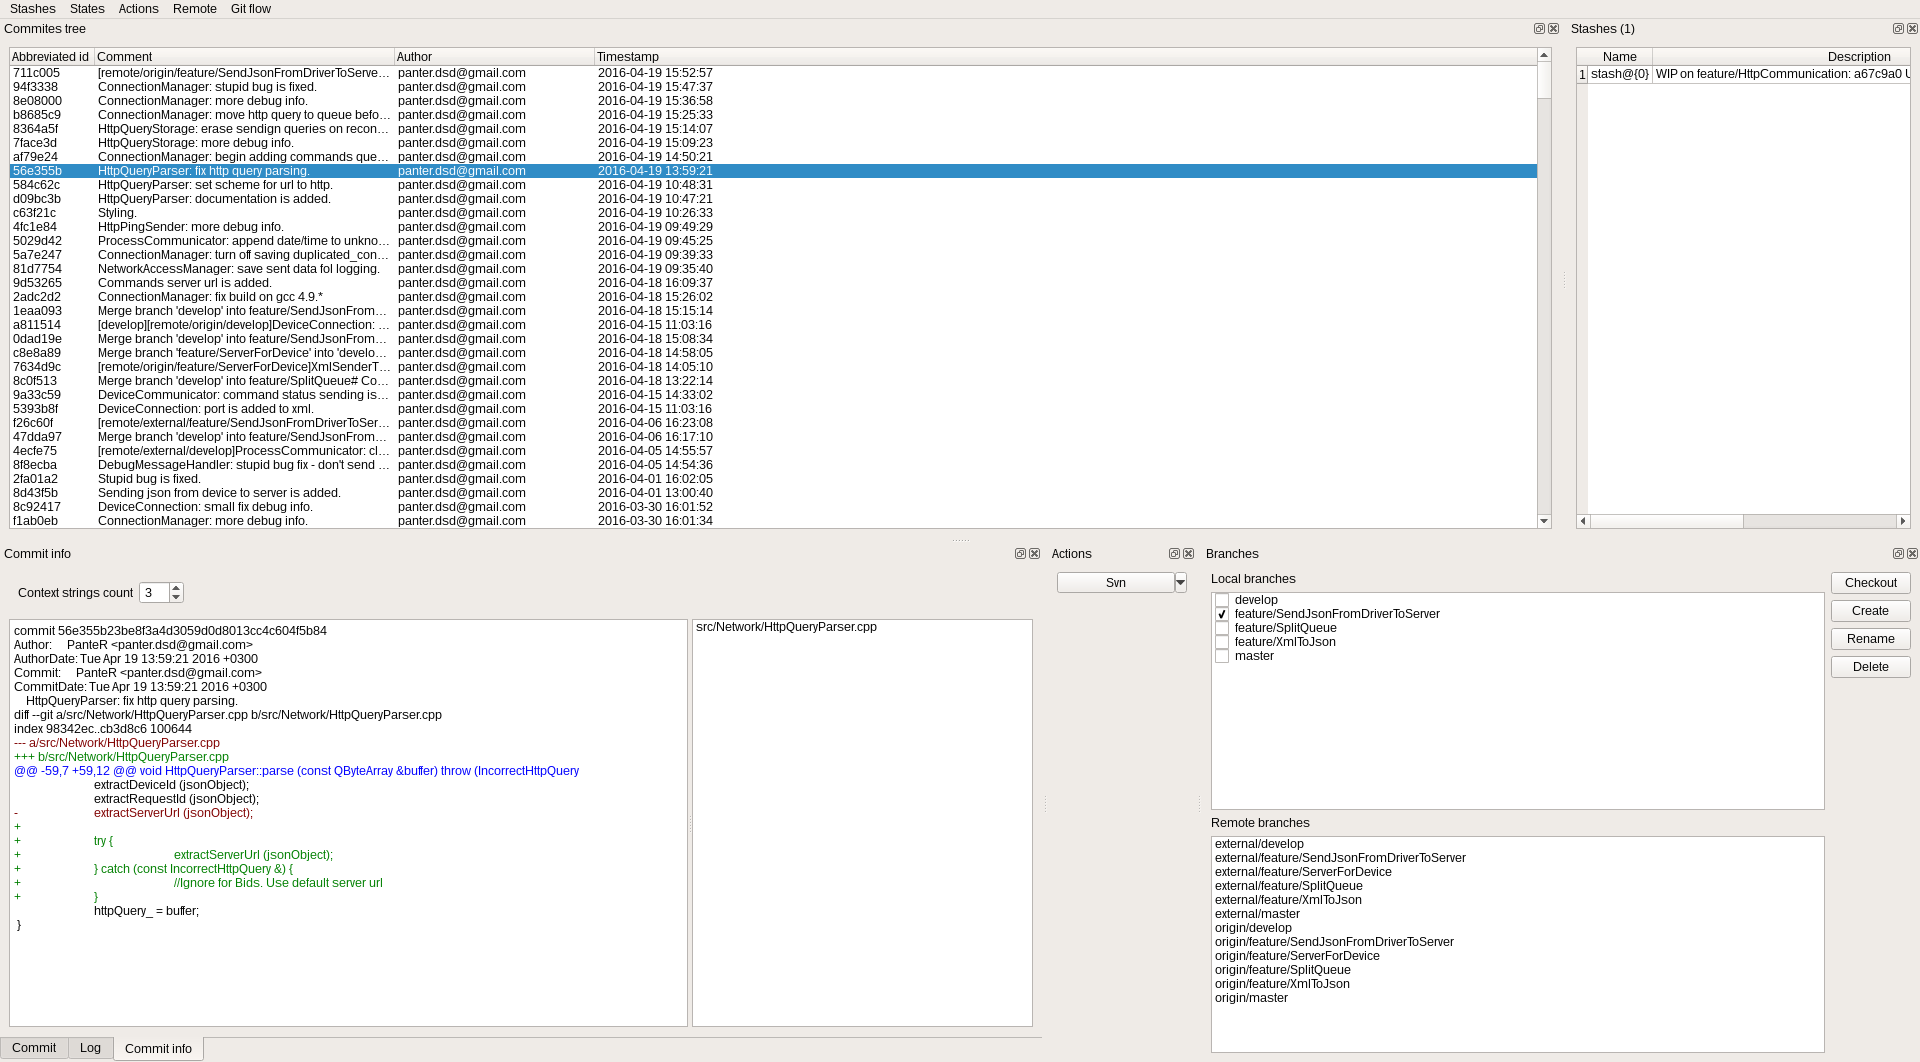 Stashes States Actions Remote Git flow
Commites tree
Stashes (1)
Abbreviated id Comment Author Timestamp
711c005 [remote/origin/feature/SendJsonFromDriverToServe... panter.dsd@gmail.com 2016-04-19 15:52:57
94f3338 ConnectionManager: stupid bug is fixed. panter.dsd@gmail.com 2016-04-19 15:47:37
8e08000 ConnectionManager: more debug info. panter.dsd@gmail.com 2016-04-19 15:36:58
b8685c9 ConnectionManager: move http query to queue befo... panter.dsd@gmail.com 2016-04-19 15:25:33
8364a5f HttpQueryStorage: erase sendign queries on recon... panter.dsd@gmail.com 2016-04-19 15:14:07
7face3d HttpQueryStorage: more debug info. panter.dsd@gmail.com 2016-04-19 15:09:23
af79e24 ConnectionManager: begin adding commands que... panter.dsd@gmail.com 2016-04-19 14:50:21
56e355b HttpQueryParser: fix http query parsing. panter.dsd@gmail.com 2016-04-19 13:59:21
584c62c HttpQueryParser: set scheme for url to http. panter.dsd@gmail.com 2016-04-19 10:48:31
d09bc3b HttpQueryParser: documentation is added. panter.dsd@gmail.com 2016-04-19 10:47:21
c63f21c Styling. panter.dsd@gmail.com 2016-04-19 10:26:33
4fc1e84 HttpPingSender: more debug info. panter.dsd@gmail.com 2016-04-19 09:49:29
5029d42 ProcessCommunicator: append date/time to unkno... panter.dsd@gmail.com 2016-04-19 09:45:25
5a7e247 ConnectionManager: turn off saving duplicated_con... panter.dsd@gmail.com 2016-04-19 09:39:33
81d7754 NetworkAccessManager: save sent data fol logging. panter.dsd@gmail.com 2016-04-19 09:35:40
9d53265 Commands server url is added. panter.dsd@gmail.com 2016-04-18 16:09:37
2adc2d2 ConnectionManager: fix build on gcc 4.9.* panter.dsd@gmail.com 2016-04-18 15:26:02
1eaa093 Merge branch 'develop' into feature/SendJsonFrom... panter.dsd@gmail.com 2016-04-18 15:15:14
a811514 [develop][remote/origin/develop]DeviceConnection: ... panter.dsd@gmail.com 2016-04-15 11:03:16
0dad19e Merge branch 'develop' into feature/SendJsonFrom... panter.dsd@gmail.com 2016-04-18 15:08:34
c8e8a89 Merge branch 'feature/ServerForDevice' into 'develo... panter.dsd@gmail.com 2016-04-18 14:58:05
7634d9c [remote/origin/feature/ServerForDevice]XmlSenderT... panter.dsd@gmail.com 2016-04-18 14:05:10
8c0f513 Merge branch 'develop' into feature/SplitQueue# Co... panter.dsd@gmail.com 2016-04-18 13:22:14
9a33c59 DeviceCommunicator: command status sending is... panter.dsd@gmail.com 2016-04-15 14:33:02
5393b8f DeviceConnection: port is added to xml. panter.dsd@gmail.com 2016-04-15 11:03:16
f26c60f [remote/external/feature/SendJsonFromDriverToSer... panter.dsd@gmail.com 2016-04-06 16:23:08
47dda97 Merge branch 'develop' into feature/SendJsonFrom... panter.dsd@gmail.com 2016-04-06 16:17:10
4ecfe75 [remote/external/develop]ProcessCommunicator: cl... panter.dsd@gmail.com 2016-04-05 14:55:57
8f8ecba DebugMessageHandler: stupid bug fix - don't send ... panter.dsd@gmail.com 2016-04-05 14:54:36
2fa01a2 Stupid bug is fixed. panter.dsd@gmail.com 2016-04-01 16:02:05
8d43f5b Sending json from device to server is added. panter.dsd@gmail.com 2016-04-01 13:00:40
8c92417 DeviceConnection: small fix debug info. panter.dsd@gmail.com 2016-03-30 16:01:52
f1ab0eb ConnectionManager: more debug info. panter.dsd@gmail.com 2016-03-30 16:01:34
Name Description
1 stash@{0} WIP on feature/HttpCommunication: a67c9a0 U
Commit info
Context strings count 3
commit 56e355b23be8f3a4d3059d0d8013cc4c604f5b84
Author: PanteR <panter.dsd@gmail.com>
AuthorDate: Tue Apr 19 13:59:21 2016 +0300
Commit: PanteR <panter.dsd@gmail.com>
CommitDate: Tue Apr 19 13:59:21 2016 +0300
HttpQueryParser: fix http query parsing.
diff --git a/src/Network/HttpQueryParser.cpp b/src/Network/HttpQueryParser.cpp
index 98342ec..cb3d8c6 100644
--- a/src/Network/HttpQueryParser.cpp
+++ b/src/Network/HttpQueryParser.cpp
@@ -59,7 +59,12 @@ void HttpQueryParser::parse (const QByteArray &buffer) throw (IncorrectHttpQuery
extractDeviceId (jsonObject);
extractRequestId (jsonObject);
- extractServerUrl (jsonObject);
+
+ try {
+ extractServerUrl (jsonObject);
+ } catch (const IncorrectHttpQuery &) {
+ //Ignore for Bids. Use default server url
+ }
httpQuery_ = buffer;
}
src/Network/HttpQueryParser.cpp
Commit Log Commit info
Actions
Svn
Branches
Local branches
develop
feature/SendJsonFromDriverToServer
feature/SplitQueue
feature/XmlToJson
master
Checkout
Create
Rename
Delete
Remote branches
external/develop
external/feature/SendJsonFromDriverToServer
external/feature/ServerForDevice
external/feature/SplitQueue
external/feature/XmlToJson
external/master
origin/develop
origin/feature/SendJsonFromDriverToServer
origin/feature/ServerForDevice
origin/feature/SplitQueue
origin/feature/XmlToJson
origin/master